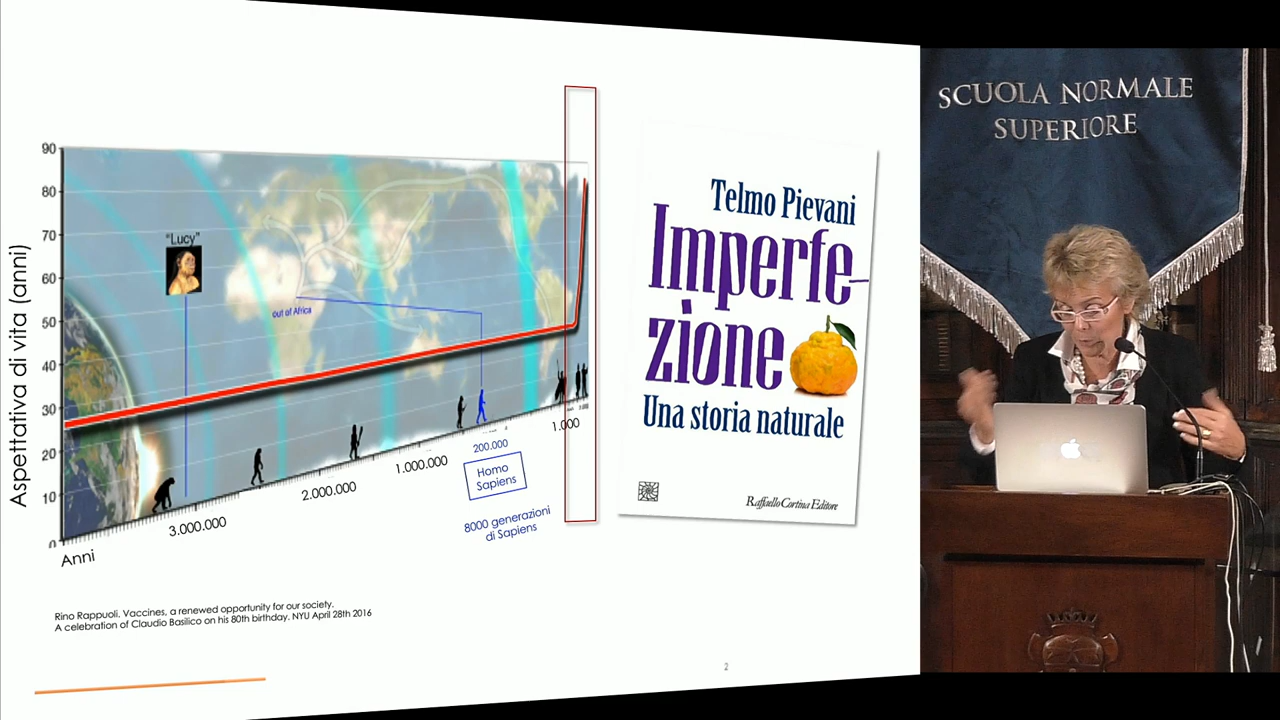 90
80
70
60
50
40
30
20
10
0
Aspettativa di vita (anni)
"Lucy"
out of Africa
Anni
3.000.000
2.000.000
1.000.000
200.000
1.000
Homo
Sapiens
8000 generazioni
di Sapiens
Rino Rappuoli. Vaccines, a renewed opportunity for our society.
A celebration of Claudio Basilico on his 80th birthday. NYU April 28th 2016
2
Telmo Pievani
Imperfe-
zione
Una storia naturale
Raffaello Cortina Editore
SCUOLA NORMALE
SUPERIORE